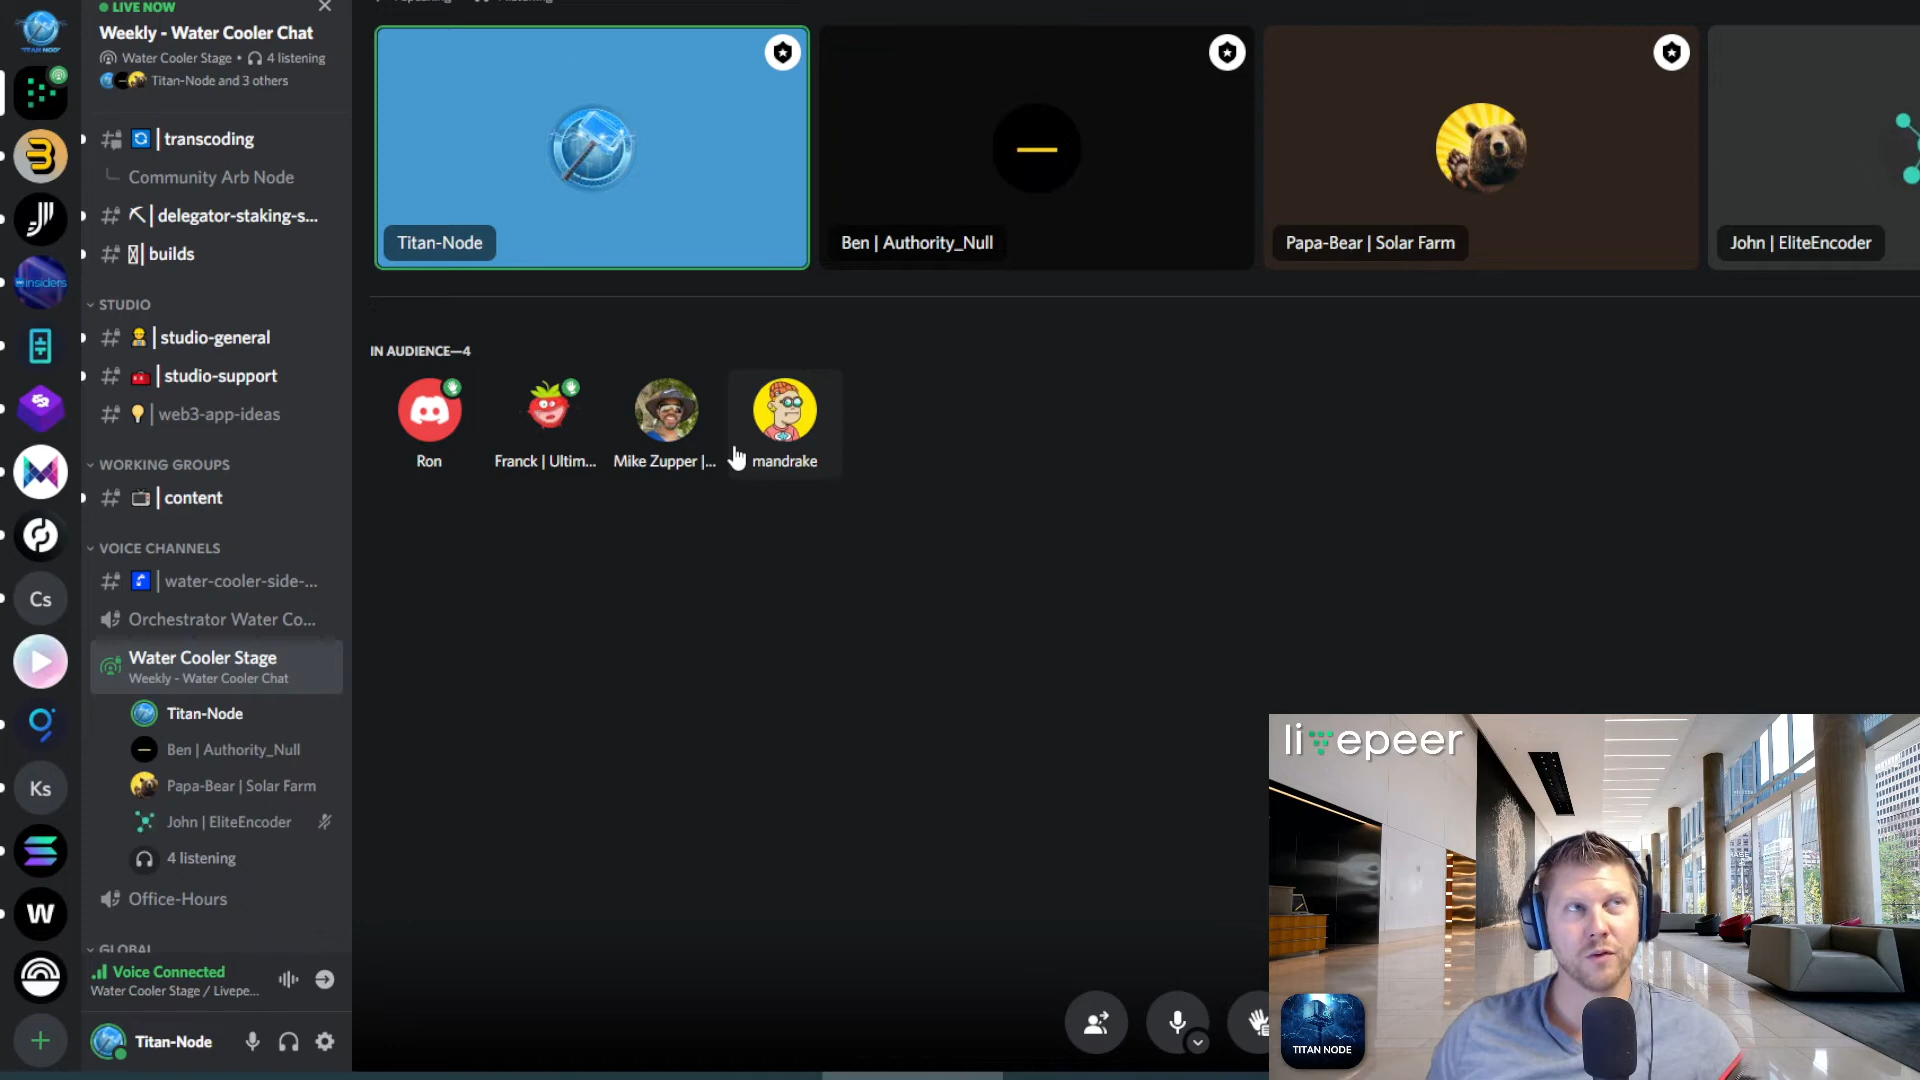 LIVE NOW
Weekly - Water Cooler Chat
Water Cooler Stage • 4 listening
Titan-Node and 3 others
transcoding
Community Arb Node
delegator-staking-s...
builds
STUDIO
studio-general
studio-support
web3-app-ideas
WORKING GROUPS
content
VOICE CHANNELS
water-cooler-side-...
Orchestrator Water Co...
Water Cooler Stage
Weekly - Water Cooler Chat
Titan-Node
Ben | Authority_Null
Papa-Bear | Solar Farm
John | EliteEncoder
4 listening
Office-Hours
GLOBAL
Voice Connected
Water Cooler Stage / Livepe...
Titan-Node
insiders
Cs
Ks
W
Titan-Node
Ben | Authority_Null
Papa-Bear | Solar Farm
John | EliteEncoder
IN AUDIENCE—4
Ron
Franck | Ultim...
Mike Zupper |...
mandrake
livepeer
TITAN NODE